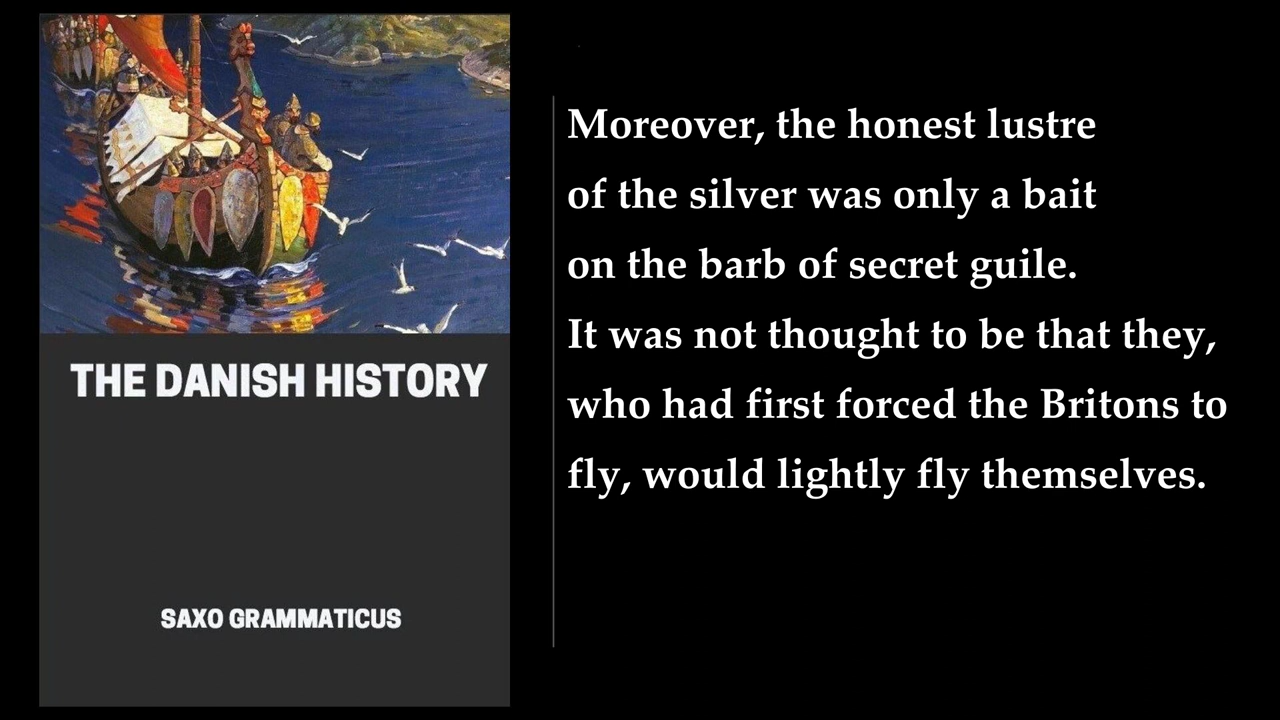 THE DANISH HISTORY
SAXO GRAMMATICUS
Moreover, the honest lustre
of the silver was only a bait
on the barb of secret guile.
It was not thought to be that they,
who had first forced the Britons to
fly, would lightly fly themselves.